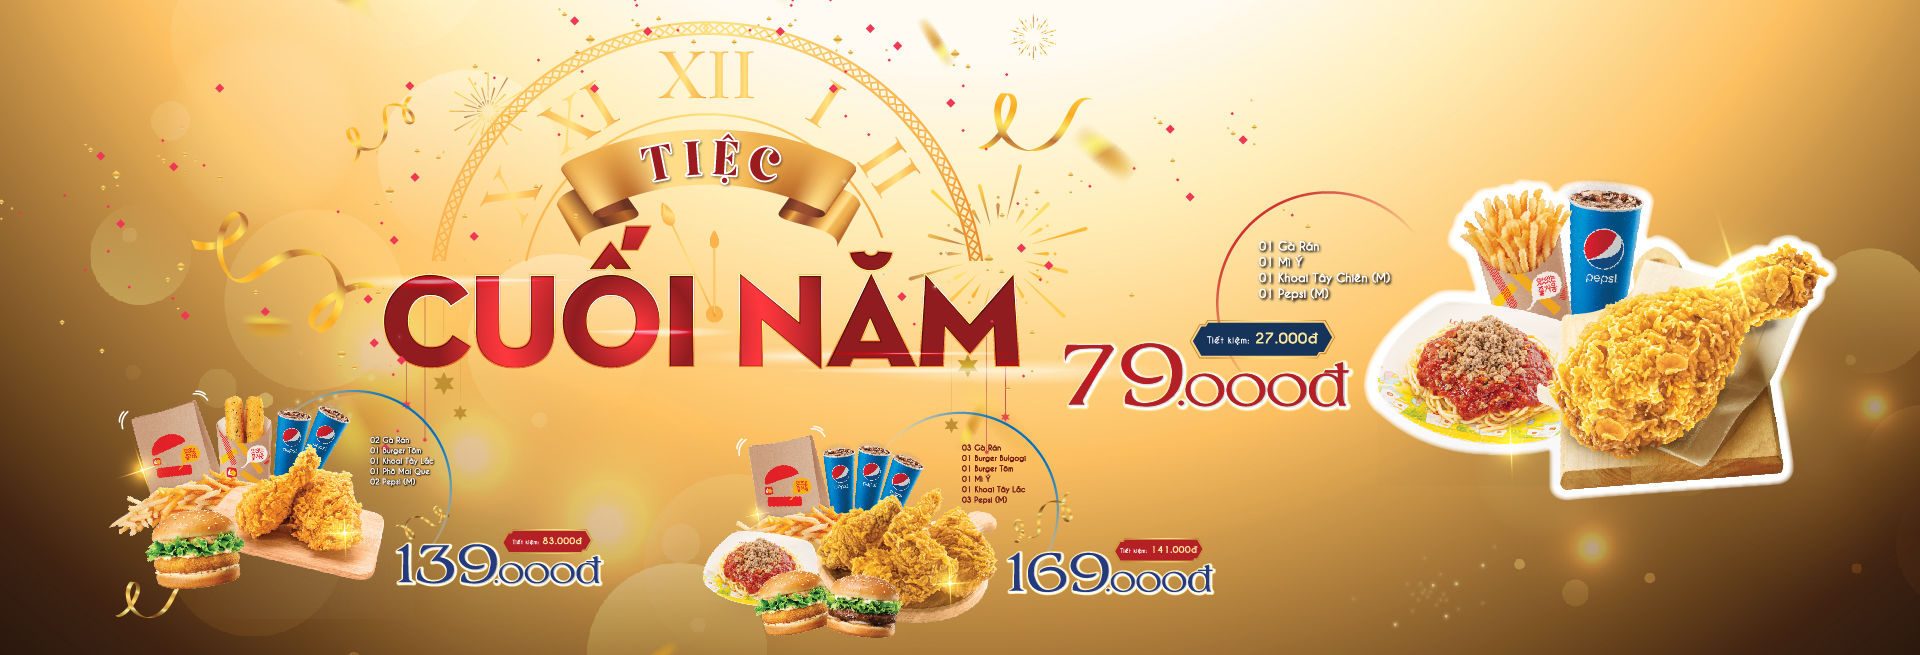 XII
XI
I
X
II
TIỆC
CUỐI NĂM
01 Gà Rán
01 Mì Ý
01 Khoai Tây Chiên (M)
01 Pepsi (M)
Tiết kiệm: 27.000đ
79.000đ
pepsi
02 Gà Rán
01 Burger Tôm
01 Khoai Tây Lắc
01 Phô Mai Que
02 Pepsi (M)
Tiết kiệm: 83.000đ
139.000đ
03 Gà Rán
01 Burger Bulgogi
01 Burger Tôm
01 Mì Ý
01 Khoai Tây Lắc
03 Pepsi (M)
Tiết kiệm: 141.000đ
169.000đ